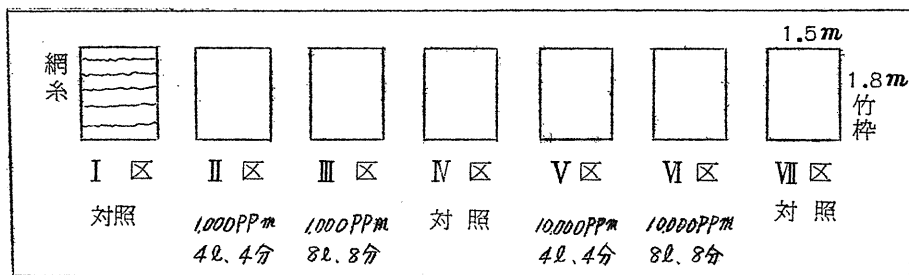 1.5m
網糸
1.8m
竹枠
I 区 II 区 III 区 IV 区 V 区 VI 区 VII 区
対照 1,000PPm 1,000PPm 対照 10,000PPm 10,000PPm 対照
4ℓ、4分 8ℓ、8分 4ℓ、4分 8ℓ、8分